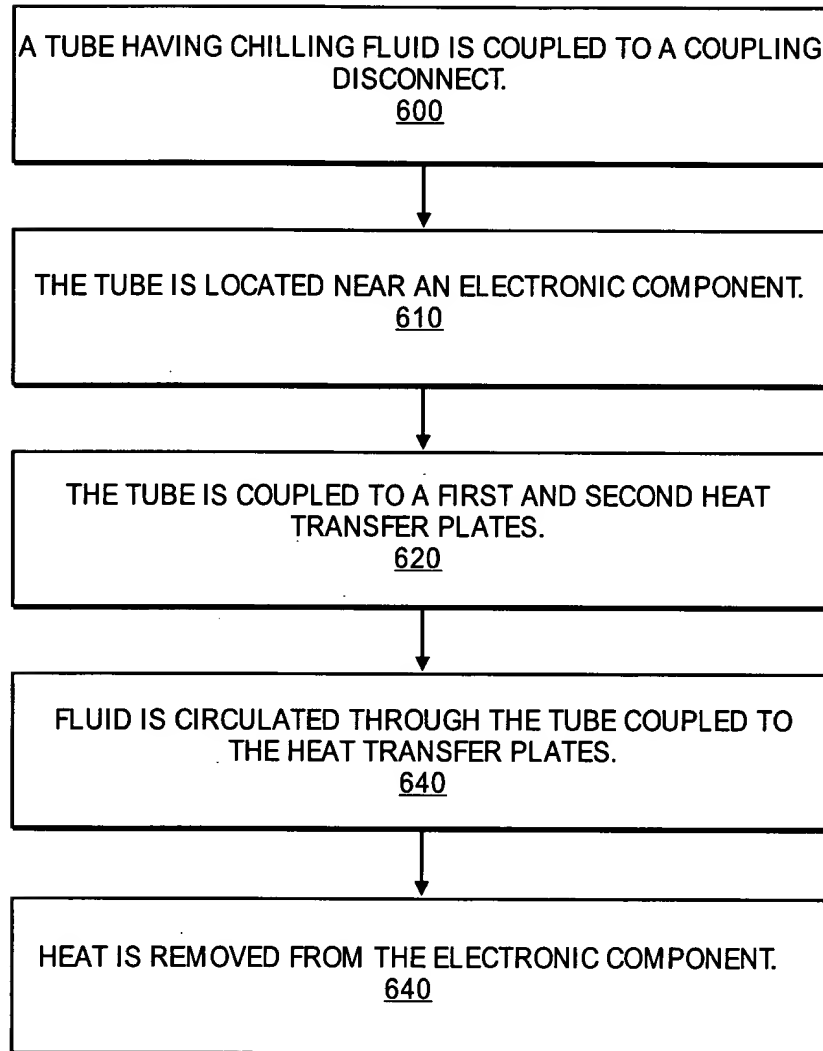 A TUBE HAVING CHILLING FLUID IS COUPLED TO A COUPLING
DISCONNECT.
600
THE TUBE IS LOCATED NEAR AN ELECTRONIC COMPONENT.
610
THE TUBE IS COUPLED TO A FIRST AND SECOND HEAT
TRANSFER PLATES.
620
FLUID IS CIRCULATED THROUGH THE TUBE COUPLED TO
THE HEAT TRANSFER PLATES.
640
HEAT IS REMOVED FROM THE ELECTRONIC COMPONENT.
640